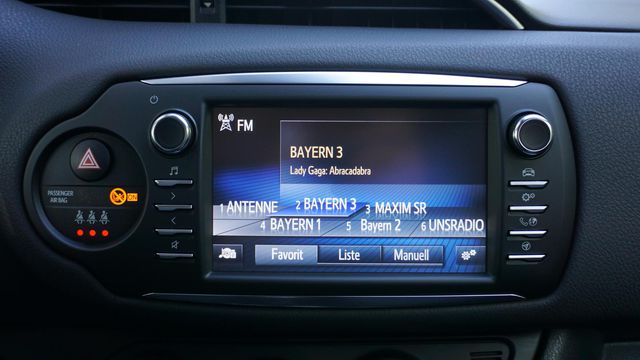 FM
BAYERN 3
Lady Gaga: Abracadabra
1 ANTENNE 2 BAYERN 3 3 MAXIM SR
4 BAYERN 1 5 Bayern 2 6 UNSRADIO
Favorit Liste Manuell
PASSENGER
AIR BAG
ON